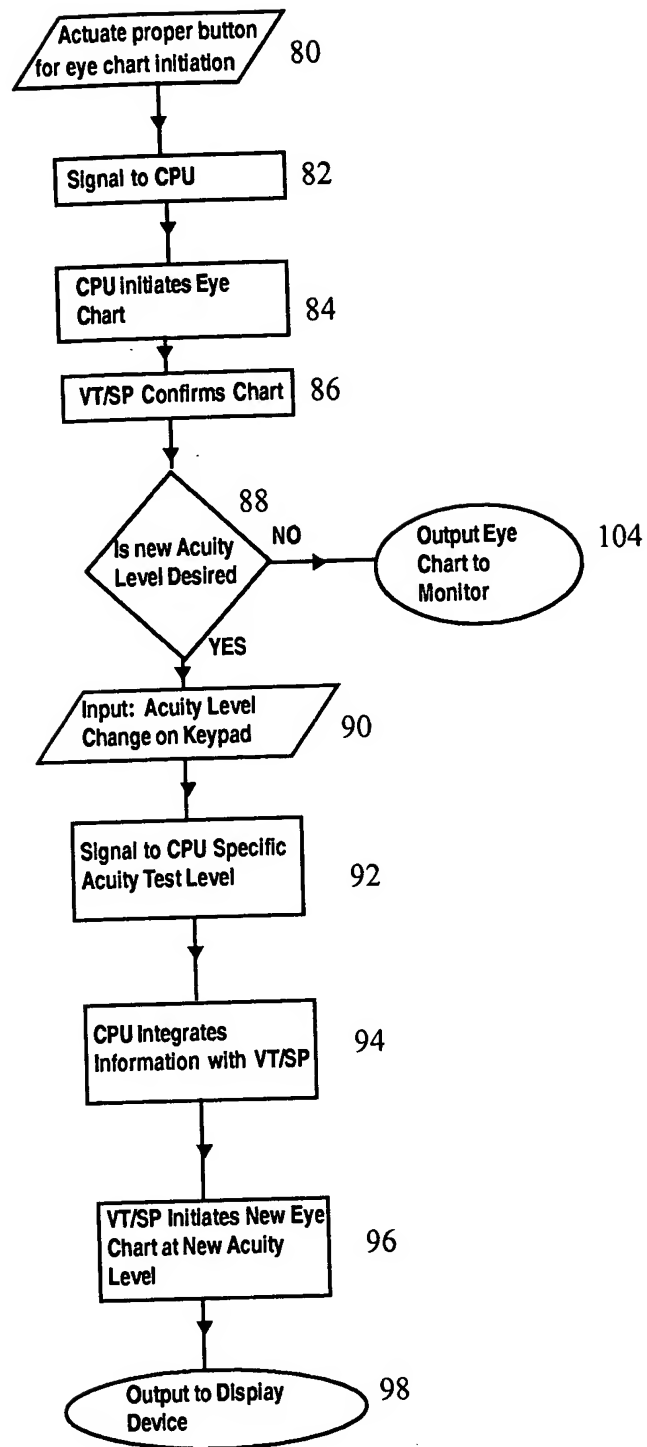 Actuate proper button
for eye chart initiation
80
Signal to CPU
82
CPU initiates Eye
Chart
84
VT/SP Confirms Chart
86
88
Is new Acuity
Level Desired
NO
Output Eye
Chart to
Monitor
104
YES
Input: Acuity Level
Change on Keypad
90
Signal to CPU Specific
Acuity Test Level
92
CPU Integrates
Information with VT/SP
94
VT/SP Initiates New Eye
Chart at New Acuity
Level
96
Output to Display
Device
98